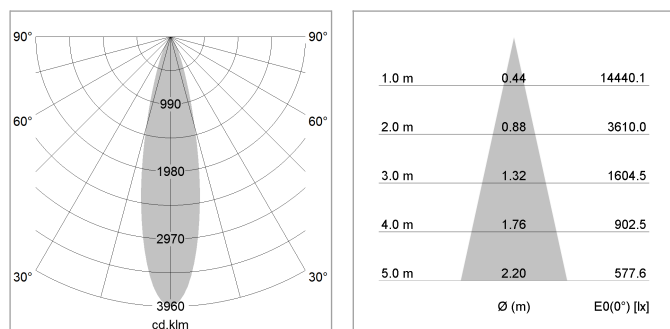 90° 90°
990
60° 60°
1980
2970
30° 30°
3960
cd.klm
1.0 m 0.44 14440.1
2.0 m 0.88 3610.0
3.0 m 1.32 1604.5
4.0 m 1.76 902.5
5.0 m 2.20 577.6
Ø (m) E0(0°) [lx]